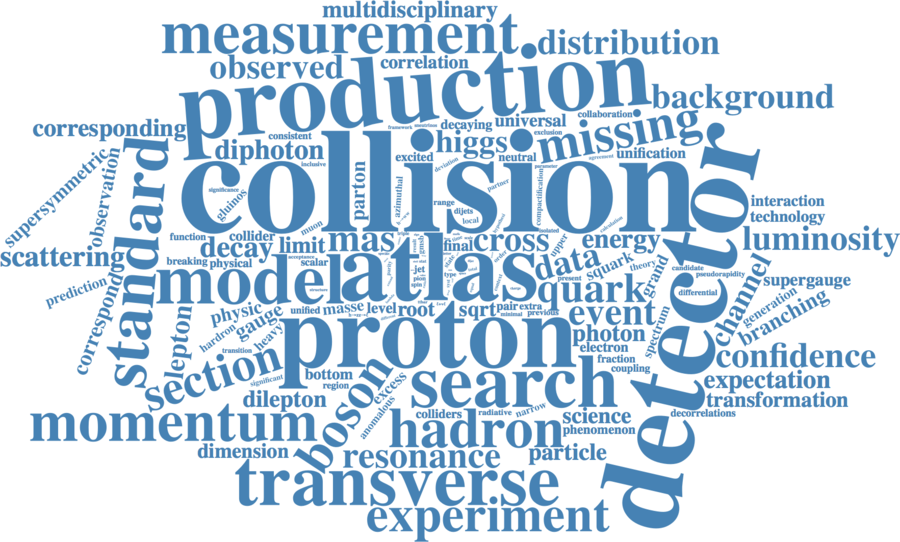 multidisciplinary
measurement
distribution
observed
correlation
production
background
corresponding
consistent
decaying
universal
collaboration
exclusion
missing
diphoton
higgs
unification
inclusive
excited
neutral
agreement
deviation
parameter
collision
detector
standard
supersymmetric
observation
significance
gluinos
parton
azimuthal
partner
compactification
range
dijets
local
isolated
interaction
technology
function
collider
muon
scattering
decay
limit
mas
final
cross
upper
energy
calculation
luminosity
breaking
physical
scalar
acceptance
model
atlas
jet
pion
spin
type
data
squark
theory
grand
candidate
pseudorapidity
channel
supergauge
prediction
correspondu
structure
present
quark
differential
generation
branching
lepton
physic
gauge
unified
masse
level
root
sqrt
pair
extra
minimal
previous
event
hardron
heavy
proton
photon
spectrum
electron
transition
section
fraction
coupling
confidence
significant
bottom
region
boson
excess
search
expectation
dilepton
anomalous
transformation
momentum
colliders
radiative
narrow
science
decorrelations
hadron
phenomenon
dimension
resonance
particle
transverse
experiment